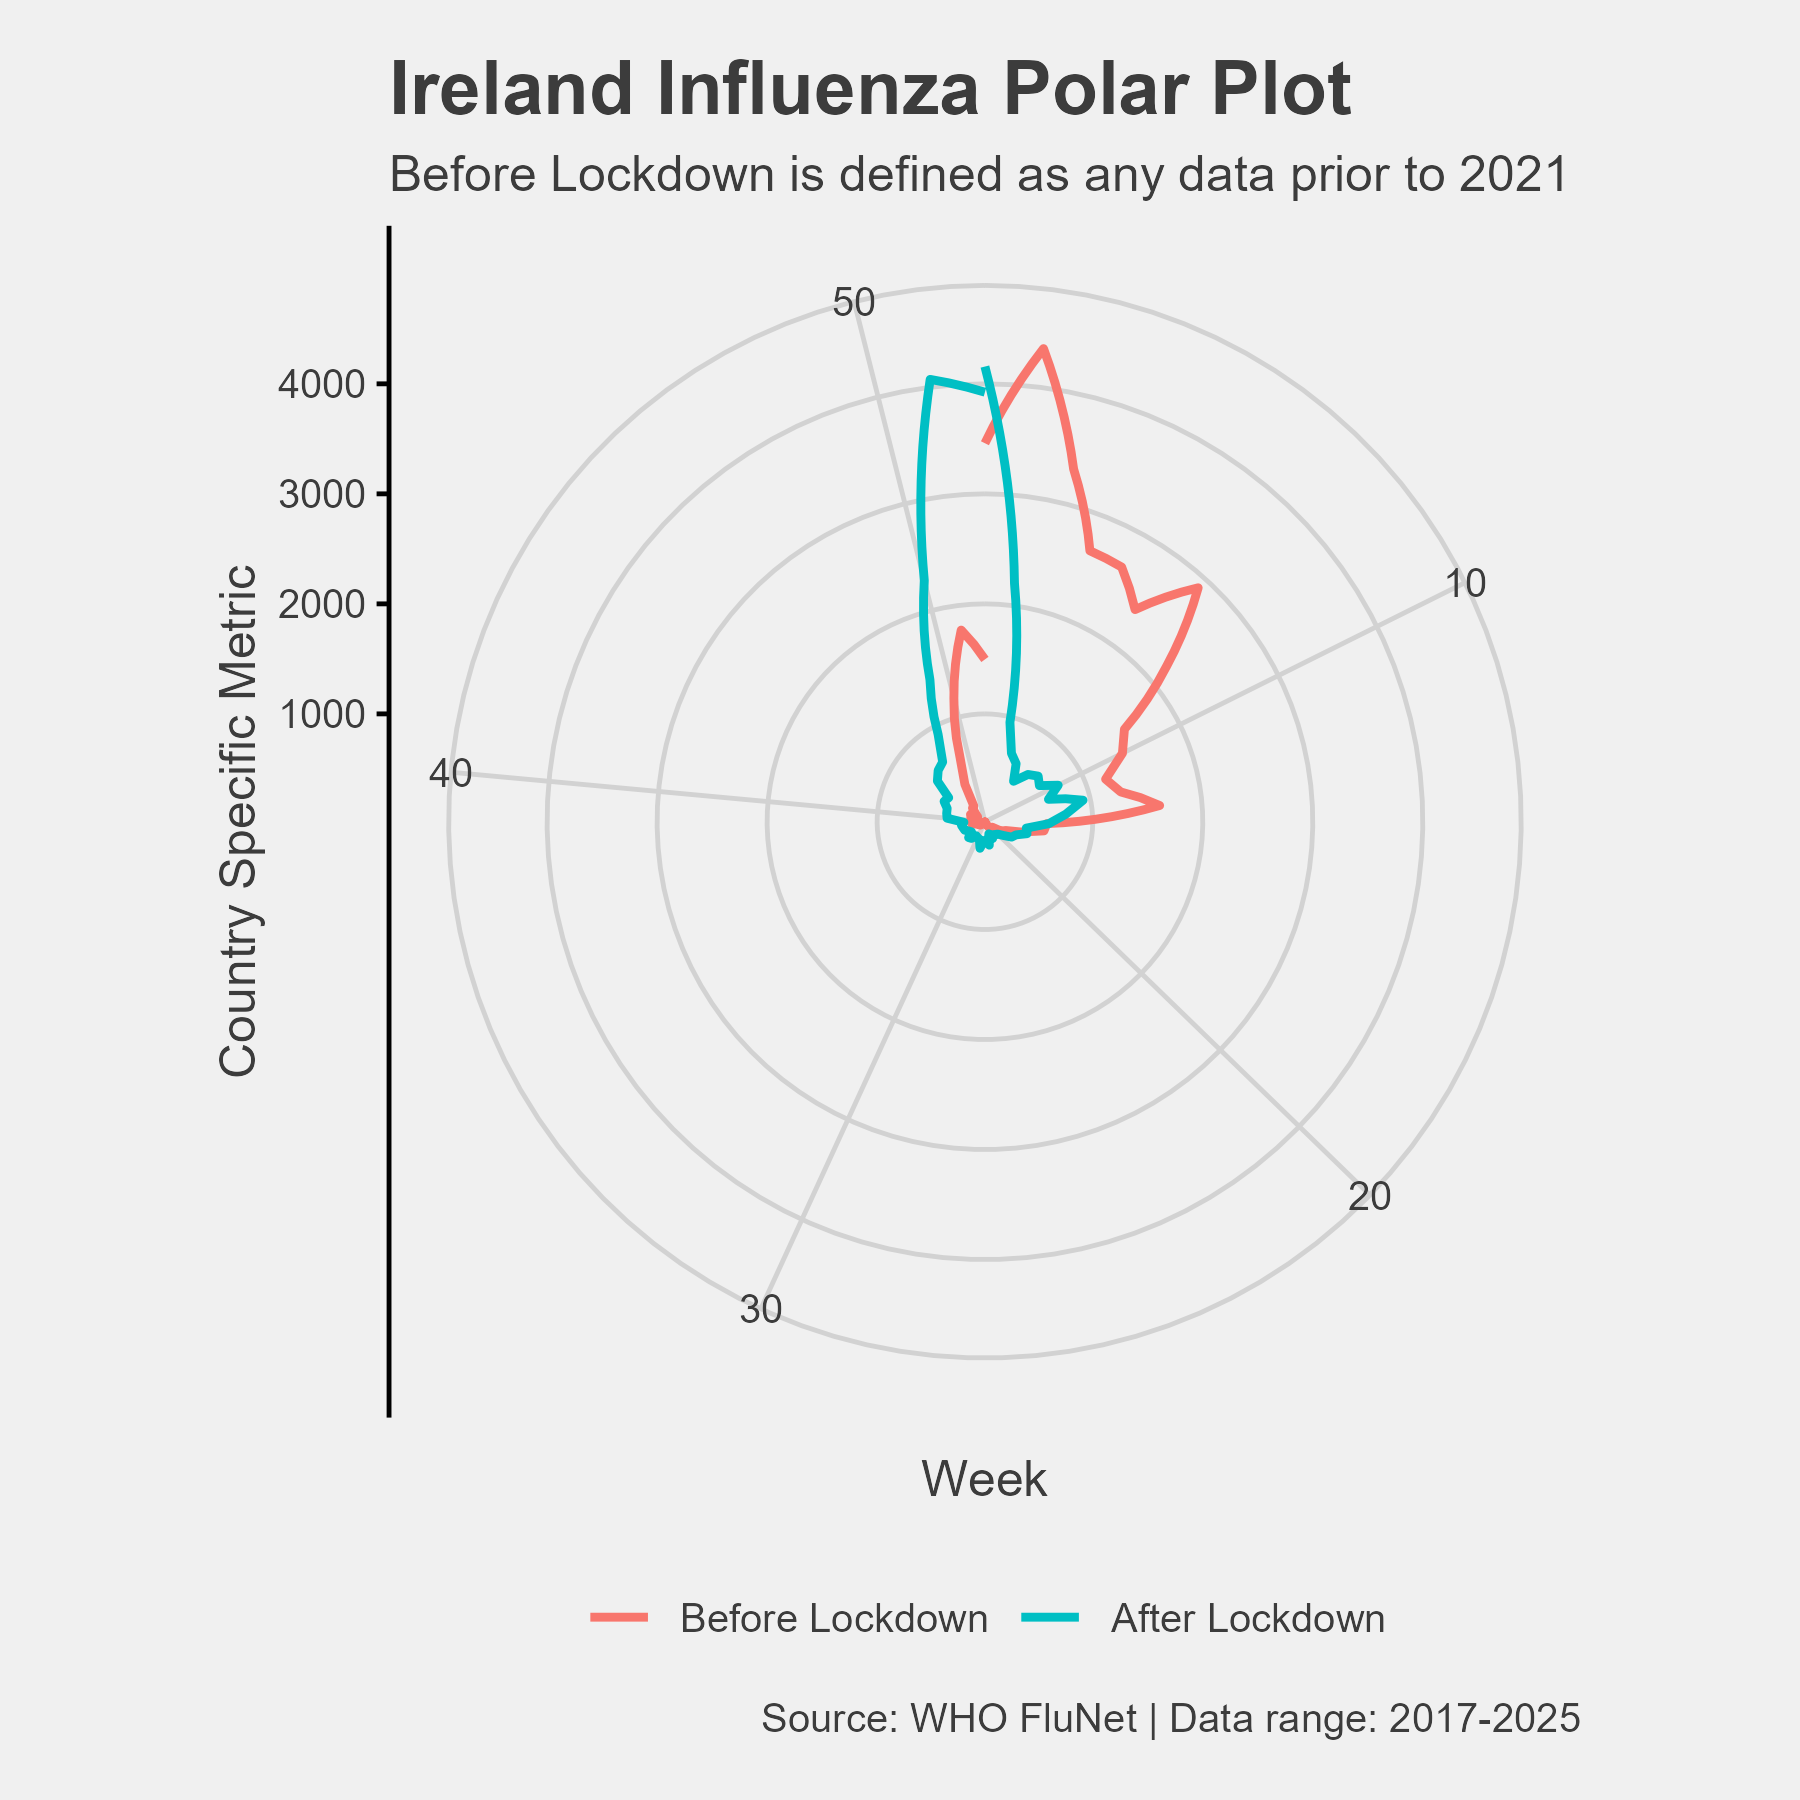 Ireland Influenza Polar Plot
Before Lockdown is defined as any data prior to 2021
50
4000
3000
10
2000
1000
40
20
30
Country Specific Metric
Week
Before Lockdown
After Lockdown
Source: WHO FluNet | Data range: 2017-2025